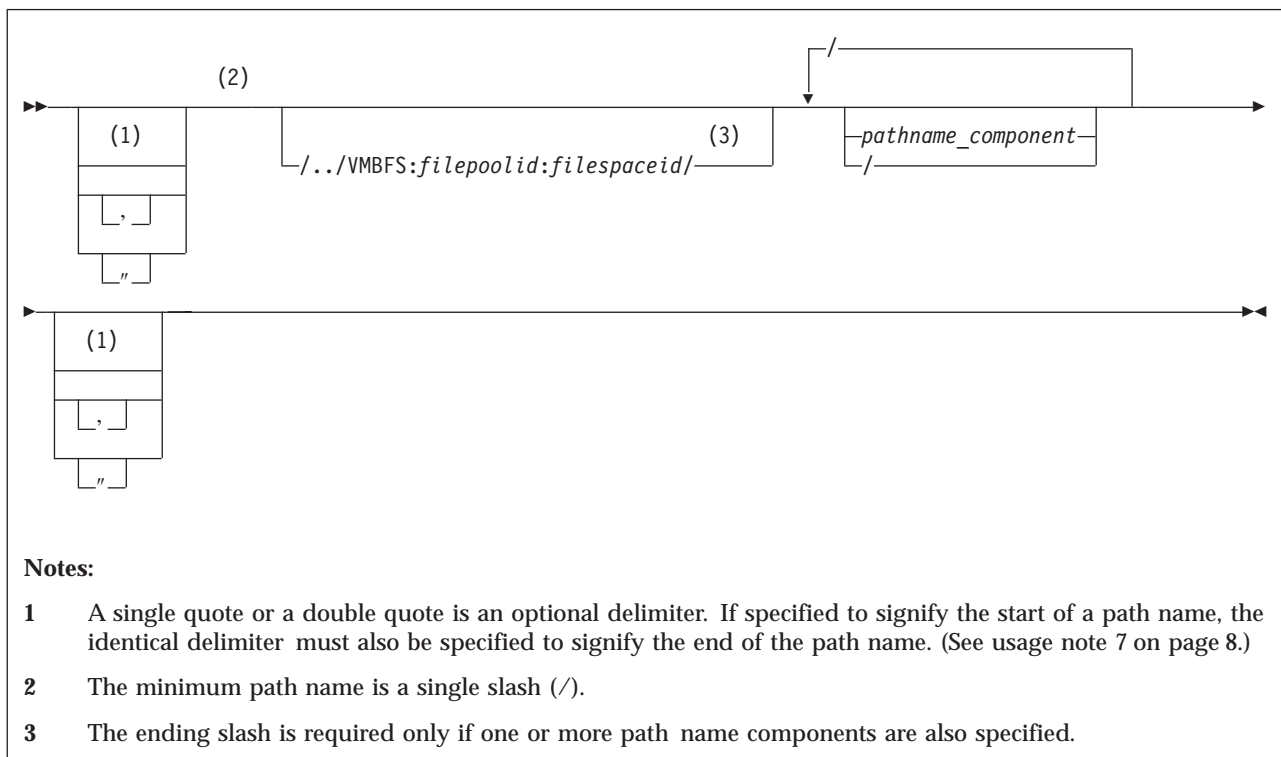 /
(2)
(1)
(3)
pathname_component
/../VMBFS:filepoolid:filespaceid/
/
,
"
(1)
,
"
Notes:
1 A single quote or a double quote is an optional delimiter. If specified to signify the start of a path name, the
identical delimiter must also be specified to signify the end of the path name. (See usage note 7 on page 8.)
2 The minimum path name is a single slash (/).
3 The ending slash is required only if one or more path name components are also specified.